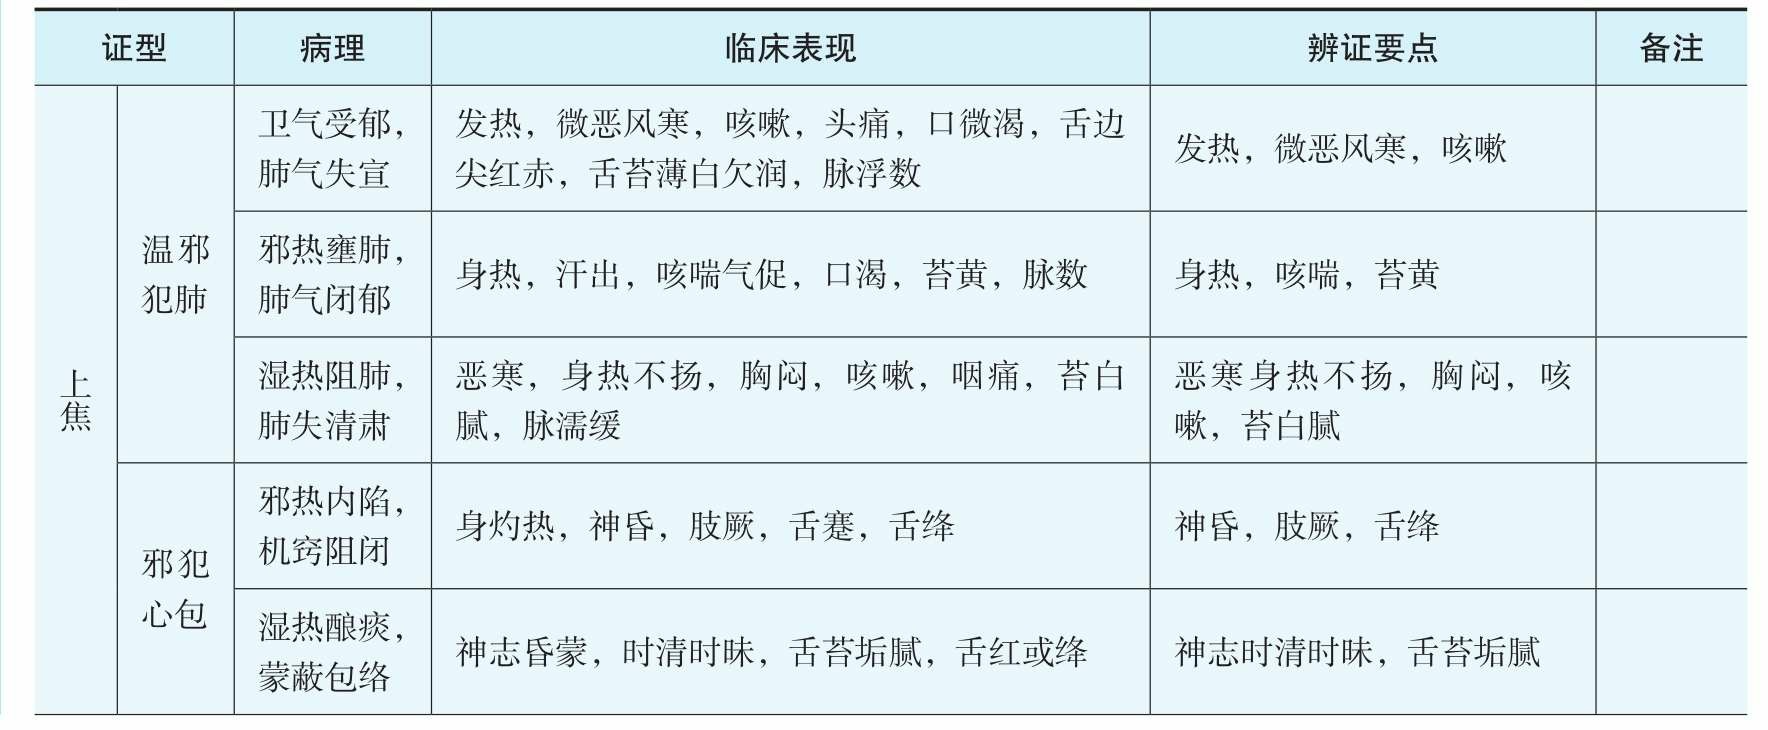 证型 病理 临床表现 辨证要点 备注
上焦
温邪
犯肺
卫气受郁，
肺气失宣
发热，微恶风寒，咳嗽，头痛，口微渴，舌边
尖红赤，舌苔薄白欠润，脉浮数
发热，微恶风寒，咳嗽
邪热壅肺，
肺气闭郁
身热，汗出，咳喘气促，口渴，苔黄，脉数
身热，咳喘，苔黄
湿热阻肺，
肺失清肃
恶寒，身热不扬，胸闷，咳嗽，咽痛，苔白
腻，脉濡缓
恶寒身热不扬，胸闷，咳
嗽，苔白腻
邪犯
心包
邪热内陷，
机窍阻闭
身灼热，神昏，肢厥，舌蹇，舌绛
神昏，肢厥，舌绛
湿热酿痰，
蒙蔽包络
神志昏蒙，时清时昧，舌苔垢腻，舌红或绛
神志时清时昧，舌苔垢腻